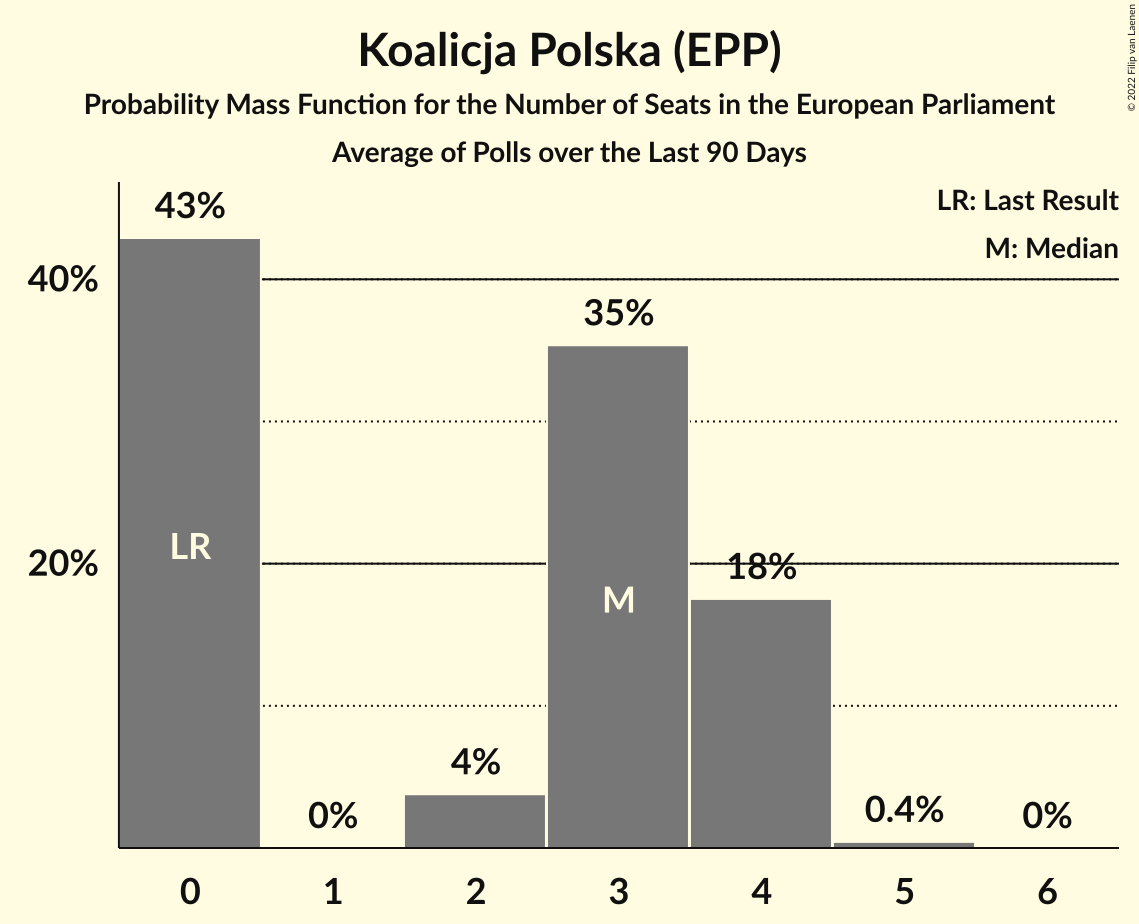 Koalicja Polska (EPP)
Probability Mass Function for the Number of Seats in the European Parliament
Average of Polls over the Last 90 Days
© 2022 Filip van Laenen
LR: Last Result
M: Median
43%
40%
35%
LR
20%
18%
M
4%
0%
0.4%
0%
0 1 2 3 4 5 6